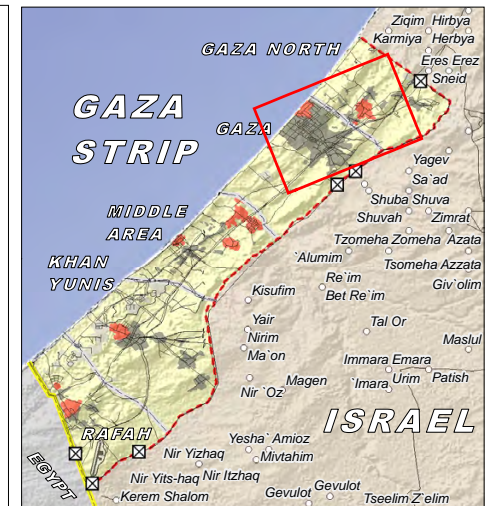 Ziqim Hirbya
Karmiya Herbya
GAZA NORTH
Eres Erez
Sneid
GAZA
STRIP
GAZA
Yagev
Sa`ad
Shuba Shuva
Shuvah Zimrat
MIDDLE
AREA
Tzomeha Zomeha Azata
`Alumim
Tsomeha Azzata
KHAN
YUNIS
Re`im
Giv`olim
Kisufim
Bet Re`im
Yair
Tal Or
Nirim
Maslul
Ma`on
Immara Emara
Magen
`Imara Urim Patish
Nir `Oz
ISRAEL
RAFAH
Yesha` Amioz
Nir Yizhaq
Mivtahim
EGYPT
Nir Yits-haq Nir Itzhaq
Kerem Shalom
Gevulot Gevulot
Tseelim Z`elim